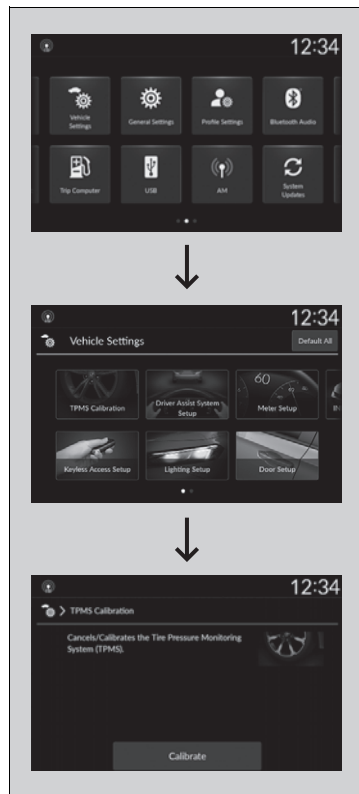 12:34
Vehicle
Settings
General Settings
Profile Settings
Bluetooth Audio
Trip Computer
USB
AM
System
Updates
12:34
Vehicle Settings
Default All
TPMS Calibration
Driver Assist System
Setup
60
Meter Setup
Keyless Access Setup
Lighting Setup
Door Setup
12:34
> TPMS Calibration
Cancels/Calibrates the Tire Pressure Monitoring
System (TPMS).
Calibrate